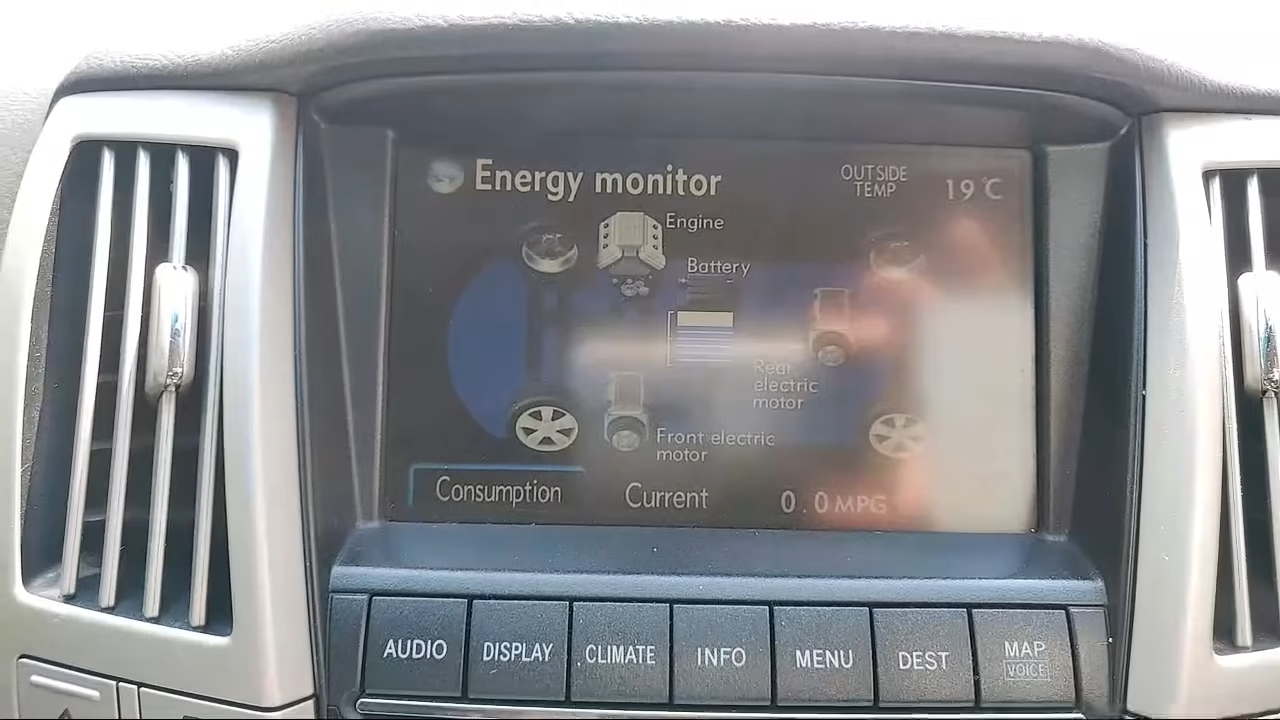 Energy monitor
OUTSIDE
TEMP
19°C
Engine
Battery
Rear
electric
motor
Front electric
motor
Consumption
Current
0.0 MPG
AUDIO
DISPLAY
CLIMATE
INFO
MENU
DEST
MAP
VOICE